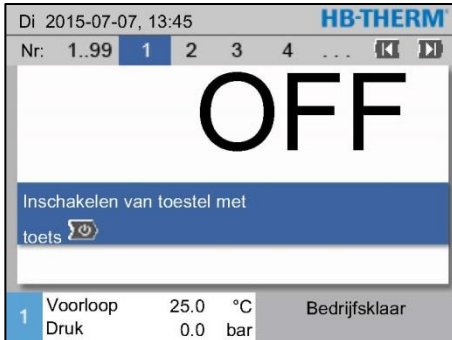 Di 2015-07-07, 13:45 HB-THERM
Nr: 1..99 1 2 3 4 ...
OFF
Inschakelen van toestel met
toets
1 Voorloop 25.0 °C Bedrijfsklaar
Druk 0.0 bar